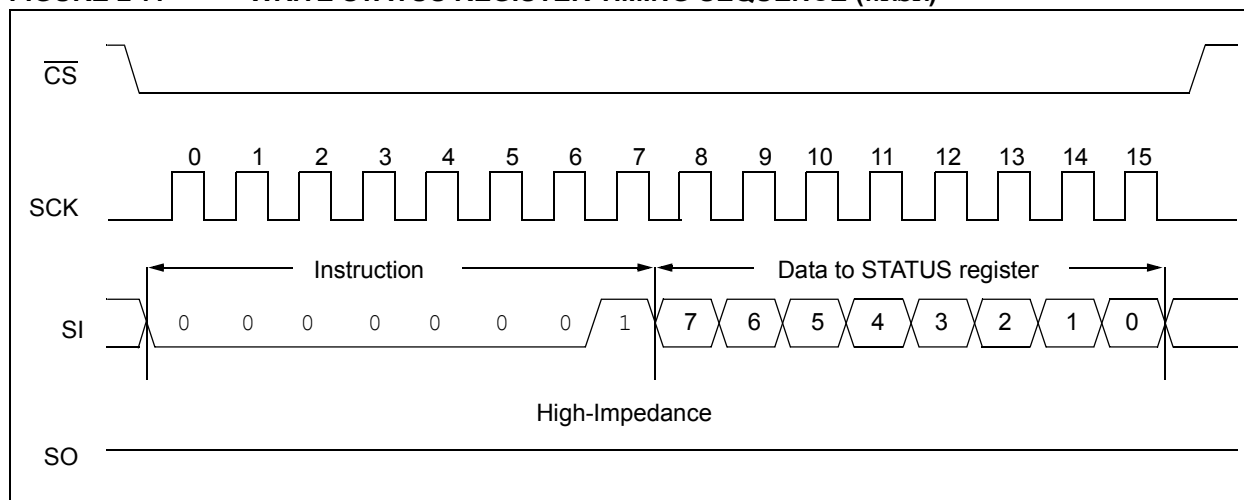 CS
0 1 2 3 4 5 6 7 8 9 10 11 12 13 14 15
SCK
Instruction Data to STATUS register
SI 0 0 0 0 0 0 0 1 7 6 5 4 3 2 1 0
High-Impedance
SO